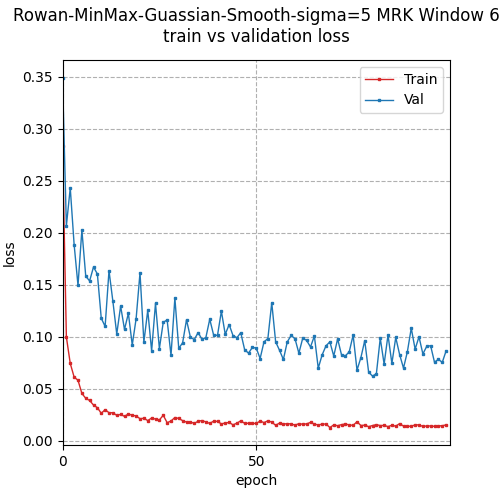 Rowan-MinMax-Guassian-Smooth-sigma=5 MRK Window 6
train vs validation loss
0.35
0.30
0.25
0.20
0.15
0.10
0.05
0.00
loss
Train
Val
0
50
epoch